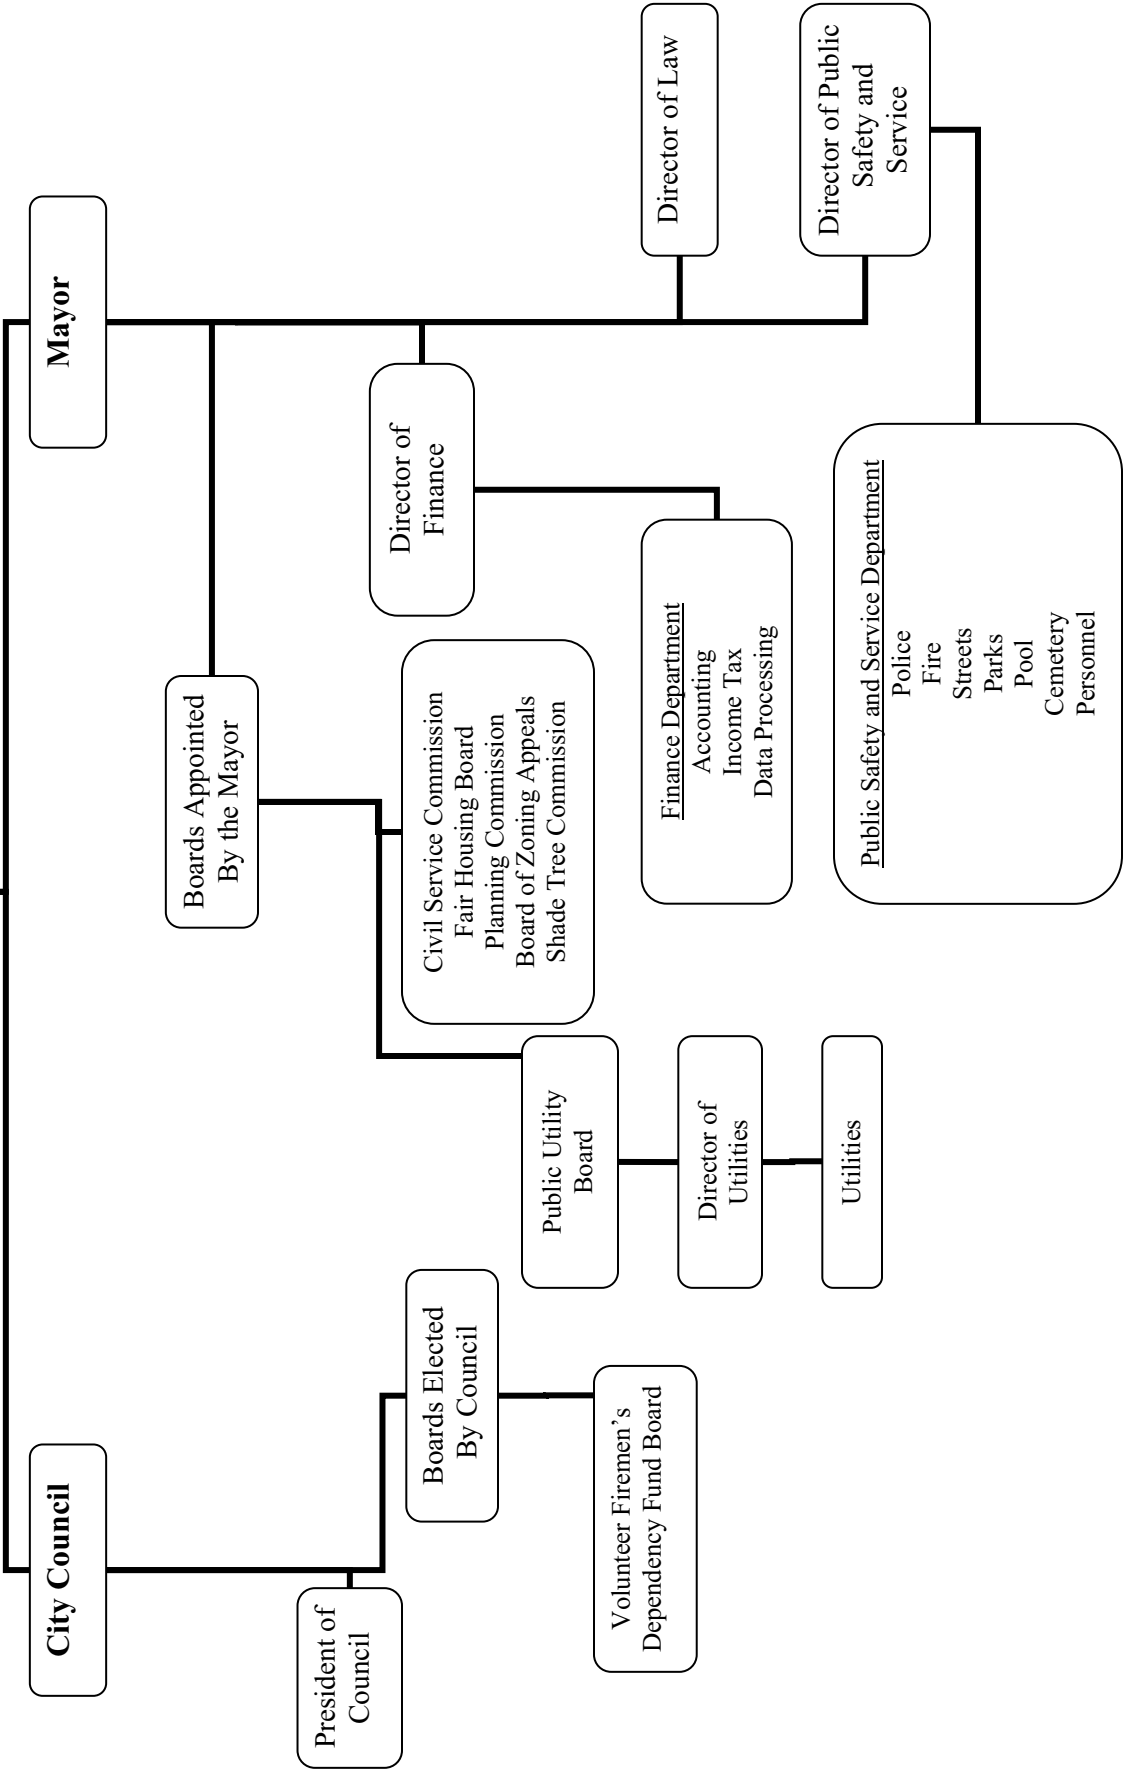 City Council
Mayor
President of
Council
Boards Elected
By Council
Volunteer Firemen’s
Dependency Fund Board
Boards Appointed
By the Mayor
Public Utility
Board
Director of
Utilities
Utilities
Civil Service Commission
Fair Housing Board
Planning Commission
Board of Zoning Appeals
Shade Tree Commission
Director of
Finance
Finance Department
Accounting
Income Tax
Data Processing
Director of Law
Director of Public
Safety and
Service
Public Safety and Service Department
Police
Fire
Streets
Parks
Pool
Cemetery
Personnel